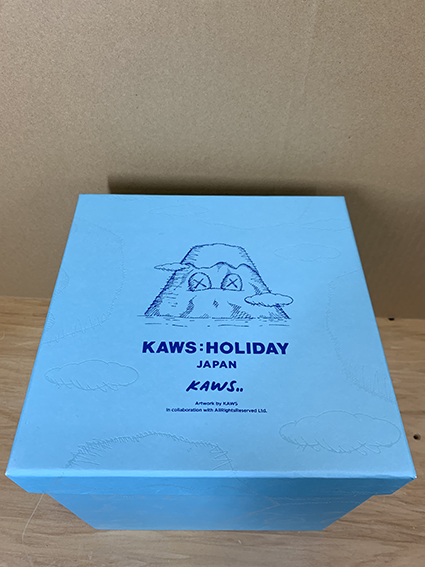 KAWS:HOLIDAY
JAPAN
KAWS..
Artwork by KAWS
in collaboration with AllRightsReserved Ltd.